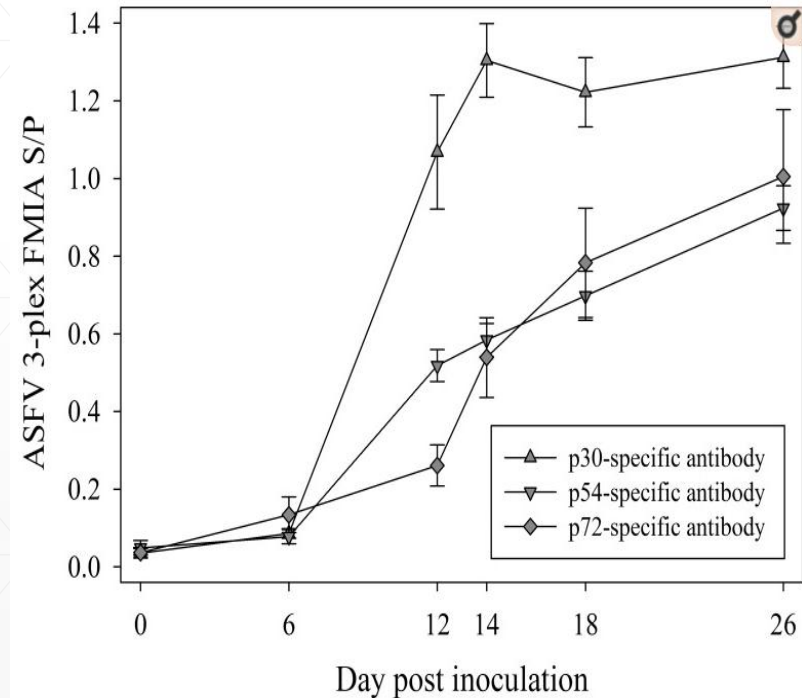 ASFV 3-plex FMIA S/P
1.4
1.2
1.0
0.8
0.6
0.4
0.2
0.0
p30-specific antibody
p54-specific antibody
p72-specific antibody
0 6 12 14 18 26
Day post inoculation